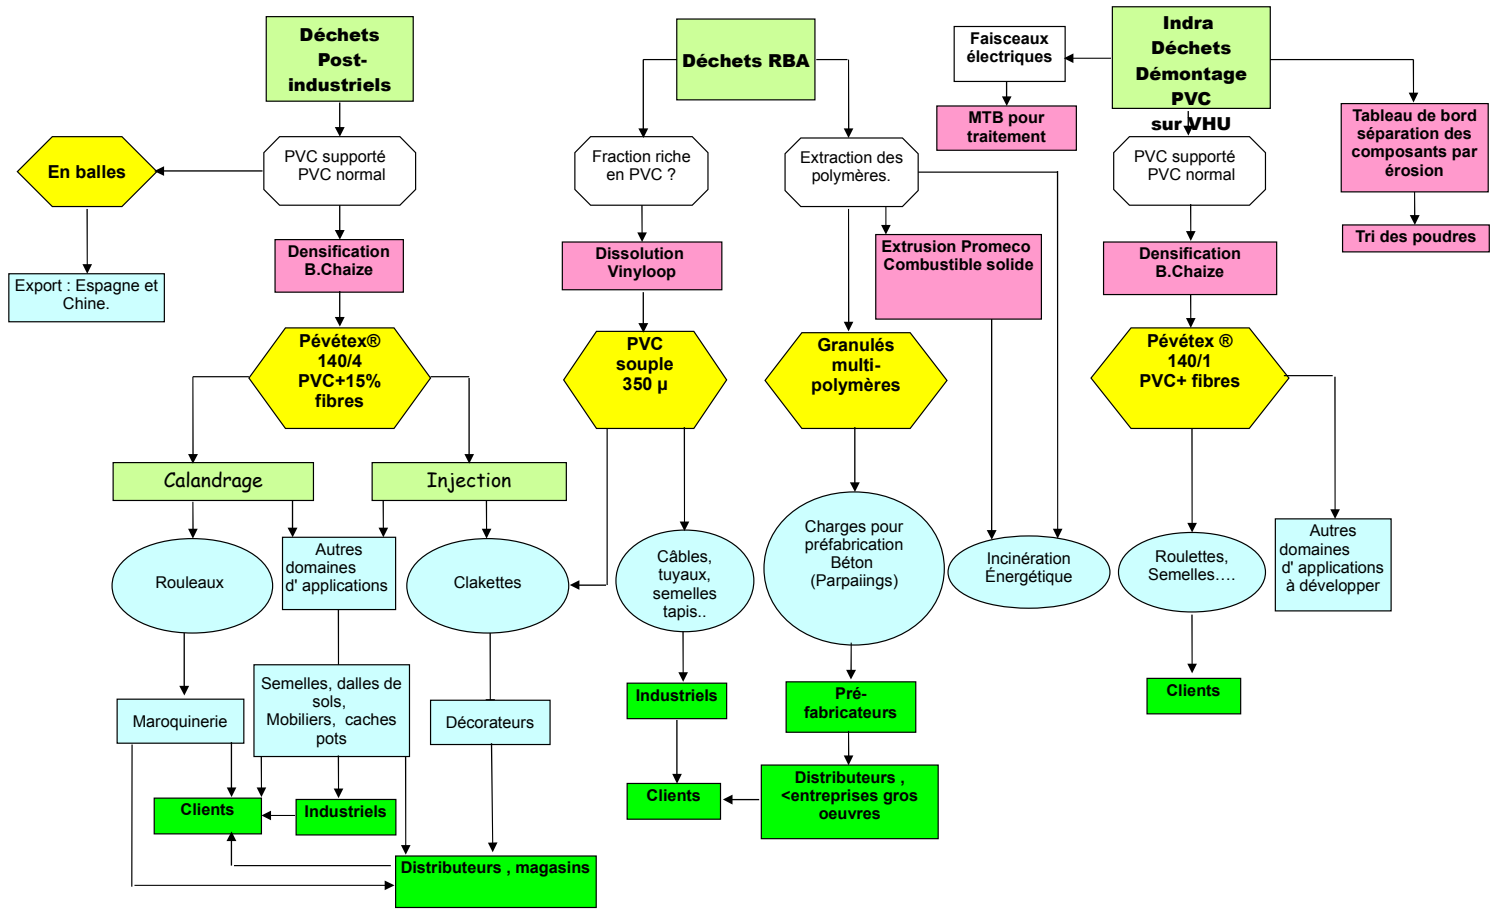 Déchets
Post-
industriels
Déchets RBA
Faisceaux
électriques
Indra
Déchets
Démontage
PVC
sur VHU
MTB pour
traitement
Tableau de bord
séparation des
composants par
érosion
En balles
PVC supporté
PVC normal
Fraction riche
en PVC ?
Extraction des
polymères.
PVC supporté
PVC normal
Tri des poudres
Densification
B.Chaize
Dissolution
Vinyloop
Extrusion Promeco
Combustible solide
Densification
B.Chaize
Export : Espagne et
Chine.
Pévétex®
140/4
PVC+15%
fibres
PVC
souple
350 µ
Granulés
multi-
polymères
Pévétex ®
140/1
PVC+ fibres
Calandrage
Injection
Rouleaux
Autres
domaines
d' applications
Clakettes
Câbles,
tuyaux,
semelles
tapis..
Charges pour
préfabrication
Béton
(Parpaiings)
Incinération
Énergétique
Roulettes,
Semelles....
Autres
domaines
d' applications
à développer
Maroquinerie
Semelles, dalles de
sols,
Mobiliers, caches
pots
Décorateurs
Industriels
Pré-
fabricateurs
Clients
Clients
Industriels
Clients
Distributeurs ,
<entreprises gros
oeuvres
Distributeurs , magasins